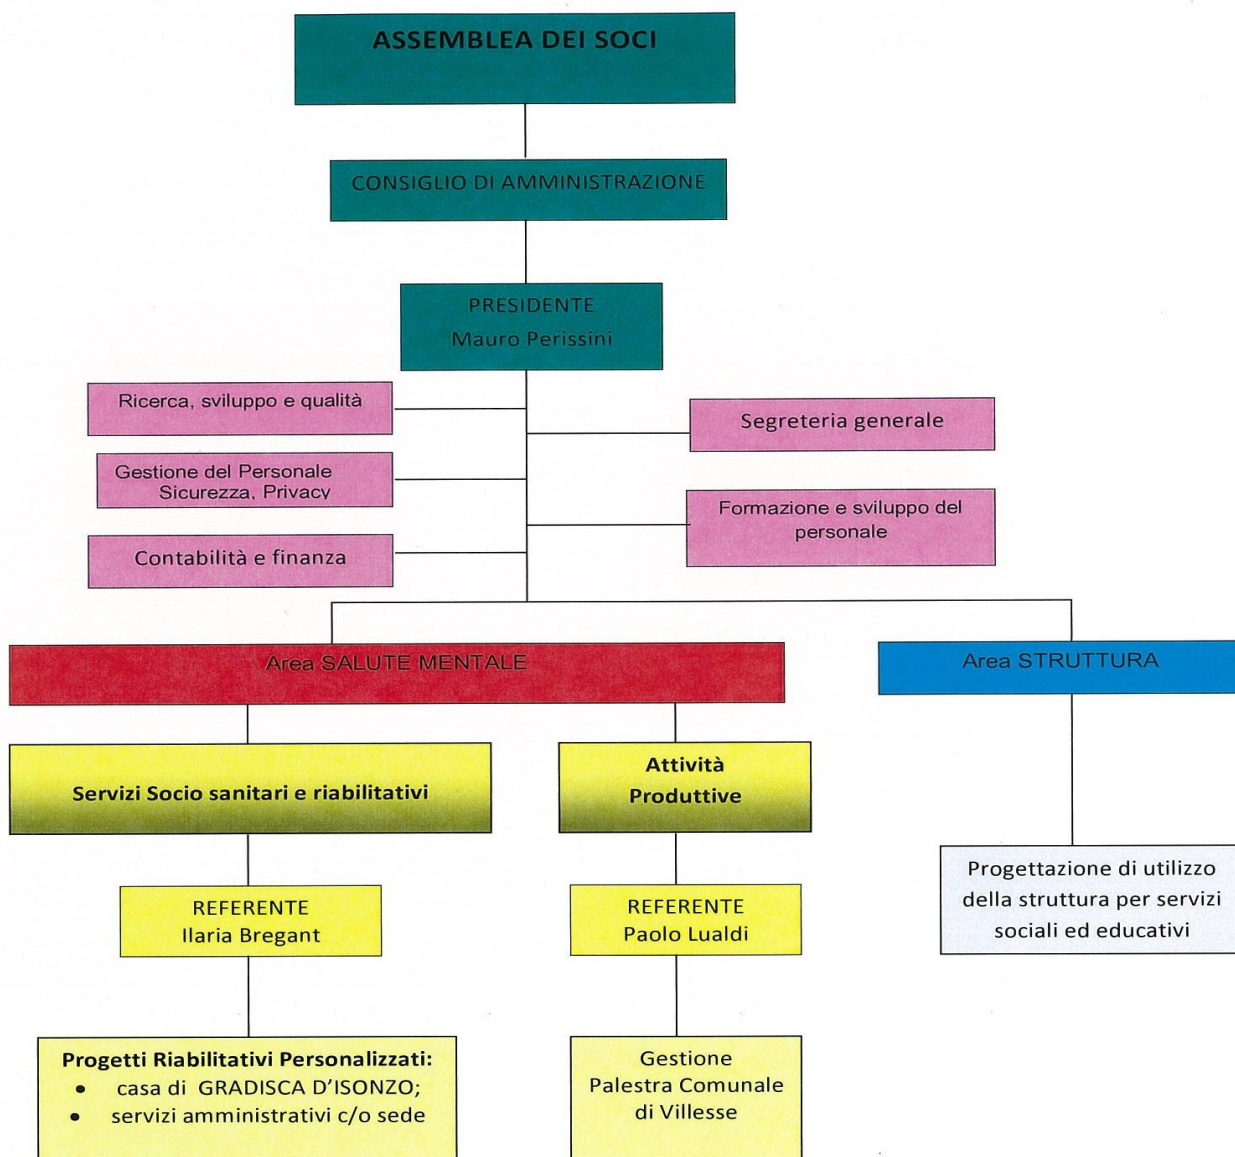 ASSEMBLEA DEI SOCI
CONSIGLIO DI AMMINISTRAZIONE
PRESIDENTE
Mauro Perissini
Ricerca, sviluppo e qualità
Segreteria generale
Gestione del Personale
Sicurezza, Privacy
Formazione e sviluppo del
personale
Contabilità e finanza
Area SALUTE MENTALE
Area STRUTTURA
Servizi Socio sanitari e riabilitativi
Attività
Produttive
REFERENTE
Ilaria Bregant
REFERENTE
Paolo Lualdi
Progettazione di utilizzo
della struttura per servizi
sociali ed educativi
Progetti Riabilitativi Personalizzati:
• casa di GRADISCA D'ISONZO;
• servizi amministrativi c/o sede
Gestione
Palestra Comunale
di Villesse